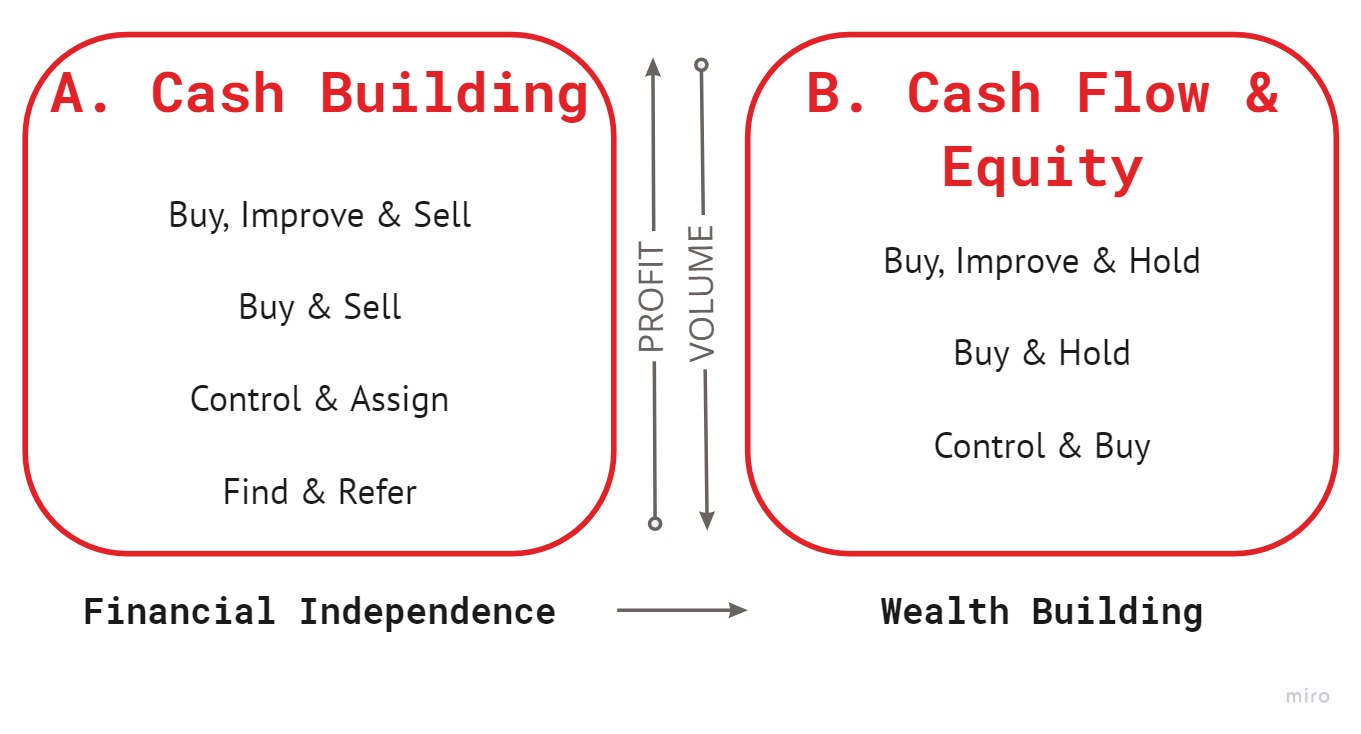 A. Cash Building
Buy, Improve & Sell
Buy & Sell
Control & Assign
Find & Refer
PROFIT
VOLUME
B. Cash Flow &
Equity
Buy, Improve & Hold
Buy & Hold
Control & Buy
Financial Independence
Wealth Building
miro